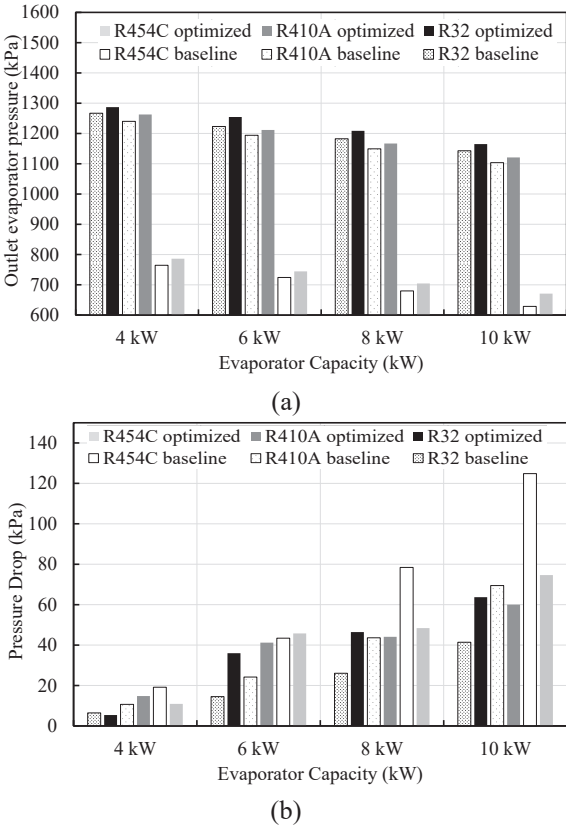 1600
1500
1400
1300
1200
1100
1000
900
800
700
600
Outlet evaporator pressure (kPa)
R454C optimized R410A optimized R32 optimized
R454C baseline R410A baseline R32 baseline
4 kW 6 kW 8 kW 10 kW
Evaporator Capacity (kW)
(a)
140
120
100
80
60
40
20
0
Pressure Drop (kPa)
R454C optimized R410A optimized R32 optimized
R454C baseline R410A baseline R32 baseline
4 kW 6 kW 8 kW 10 kW
Evaporator Capacity (kW)
(b)